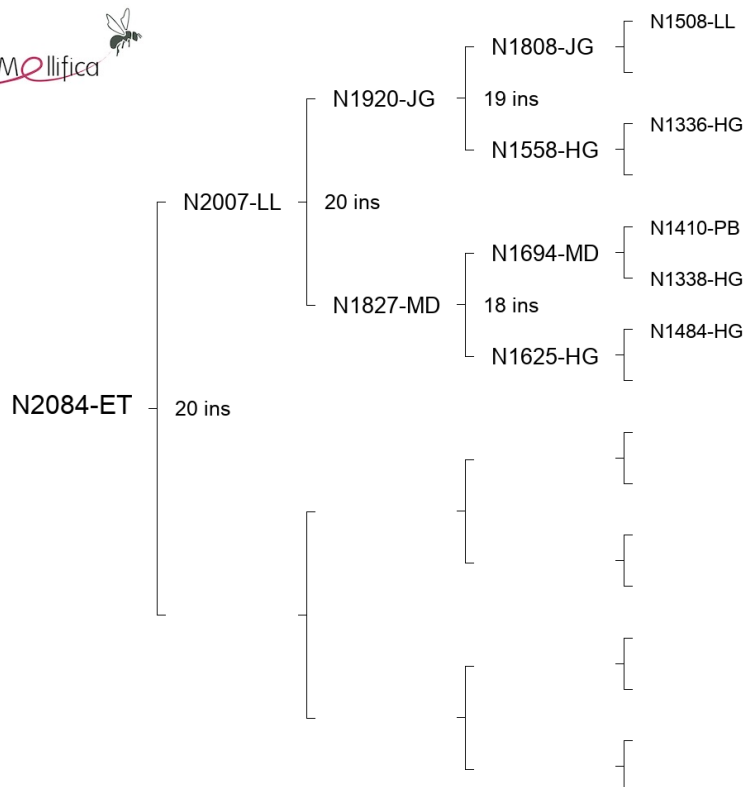 N1508-LL
Mellifica
N1808-JG
N1920-JG
19 ins
N1336-HG
N1558-HG
N2007-LL
20 ins
N1410-PB
N1694-MD
N1338-HG
N1827-MD
18 ins
N1484-HG
N1625-HG
N2084-ET
20 ins